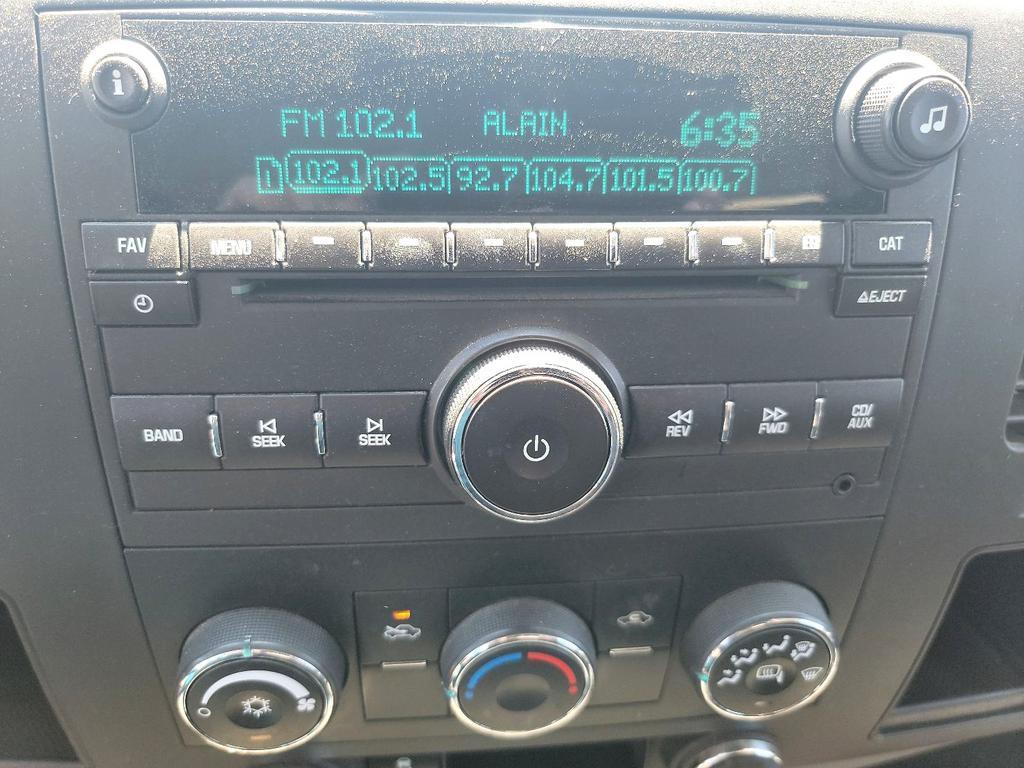 i
FM 102.1 ALAIN 6:35
102.1 102.5 92.7 104.7 101.5 100.7
FAV MENU CAT
EJECT
BAND SEEK SEEK REV FWD CD/
AUX